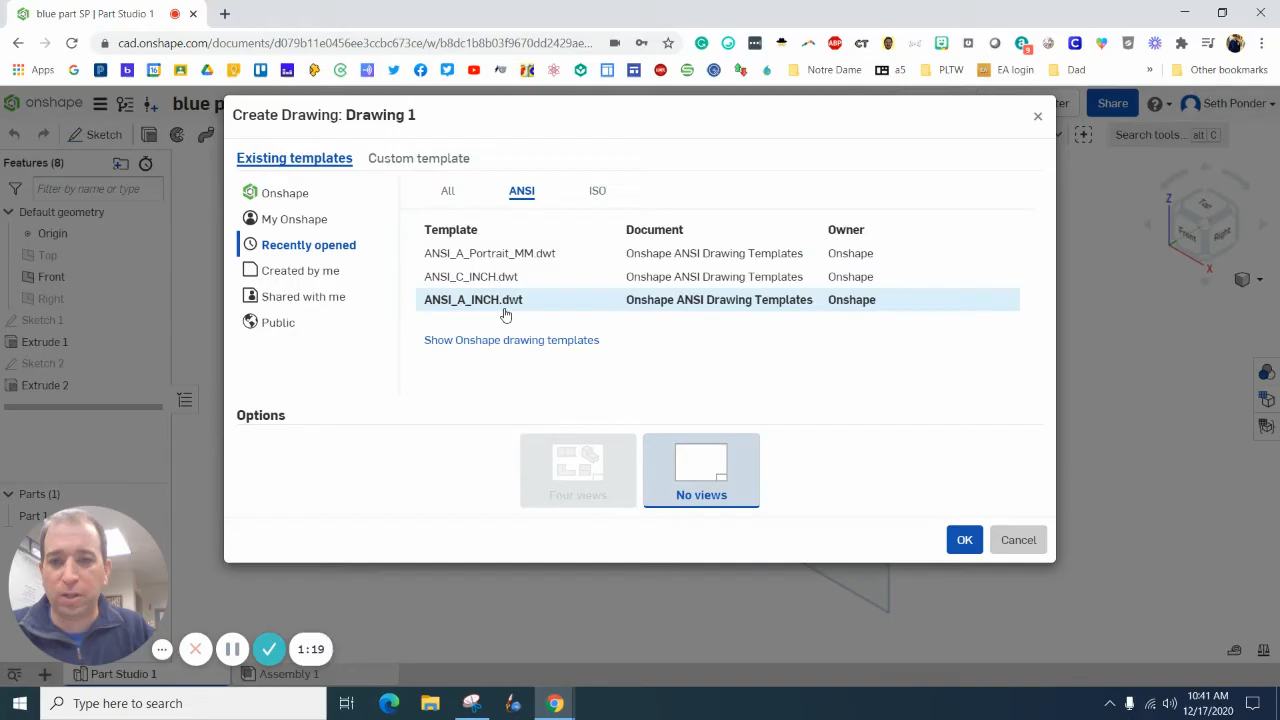 blue part SP | Part Studio 1
cad.onshape.com/documents/d079b11e0456ee3c2cbc673ce/w/b8dc1b8b03f6970dd2429ae...
Apps
Notre Dame
a5
PLTW
EA login
Dad
»
Other bookmarks
onshape
blue p
Share
Seth Ponder
Sketch
Search tools...
alt
C
Features (8)
Filter by name or type
Default geometry
Origin
Top
Front
Right
Sketch 1
Extrude 1
Sketch 2
Extrude 2
Parts (1)
Part 1
Create Drawing: Drawing 1
Existing templates
Custom template
Onshape
My Onshape
Recently opened
Created by me
Shared with me
Public
All
ANSI
ISO
Template Document Owner
ANSI_A_Portrait_MM.dwt Onshape ANSI Drawing Templates Onshape
ANSI_C_INCH.dwt Onshape ANSI Drawing Templates Onshape
ANSI_A_INCH.dwt Onshape ANSI Drawing Templates Onshape
Show Onshape drawing templates
Options
Four views
No views
OK
Cancel
Z
Top
Front
Right
X
1:19
Part Studio 1
Assembly 1
Type here to search
10:41 AM
12/17/2020